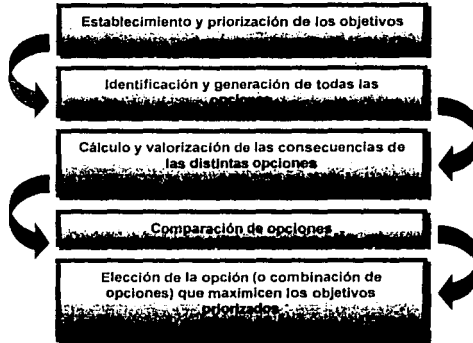 Establecimiento y priorización de los objetivos
Identificación y generación de todas las
opciones
Cálculo y valorización de las consecuencias de
las distintas opciones
Comparación de opciones
Elección de la opción (o combinación de
opciones) que maximicen los objetivos
priorizados